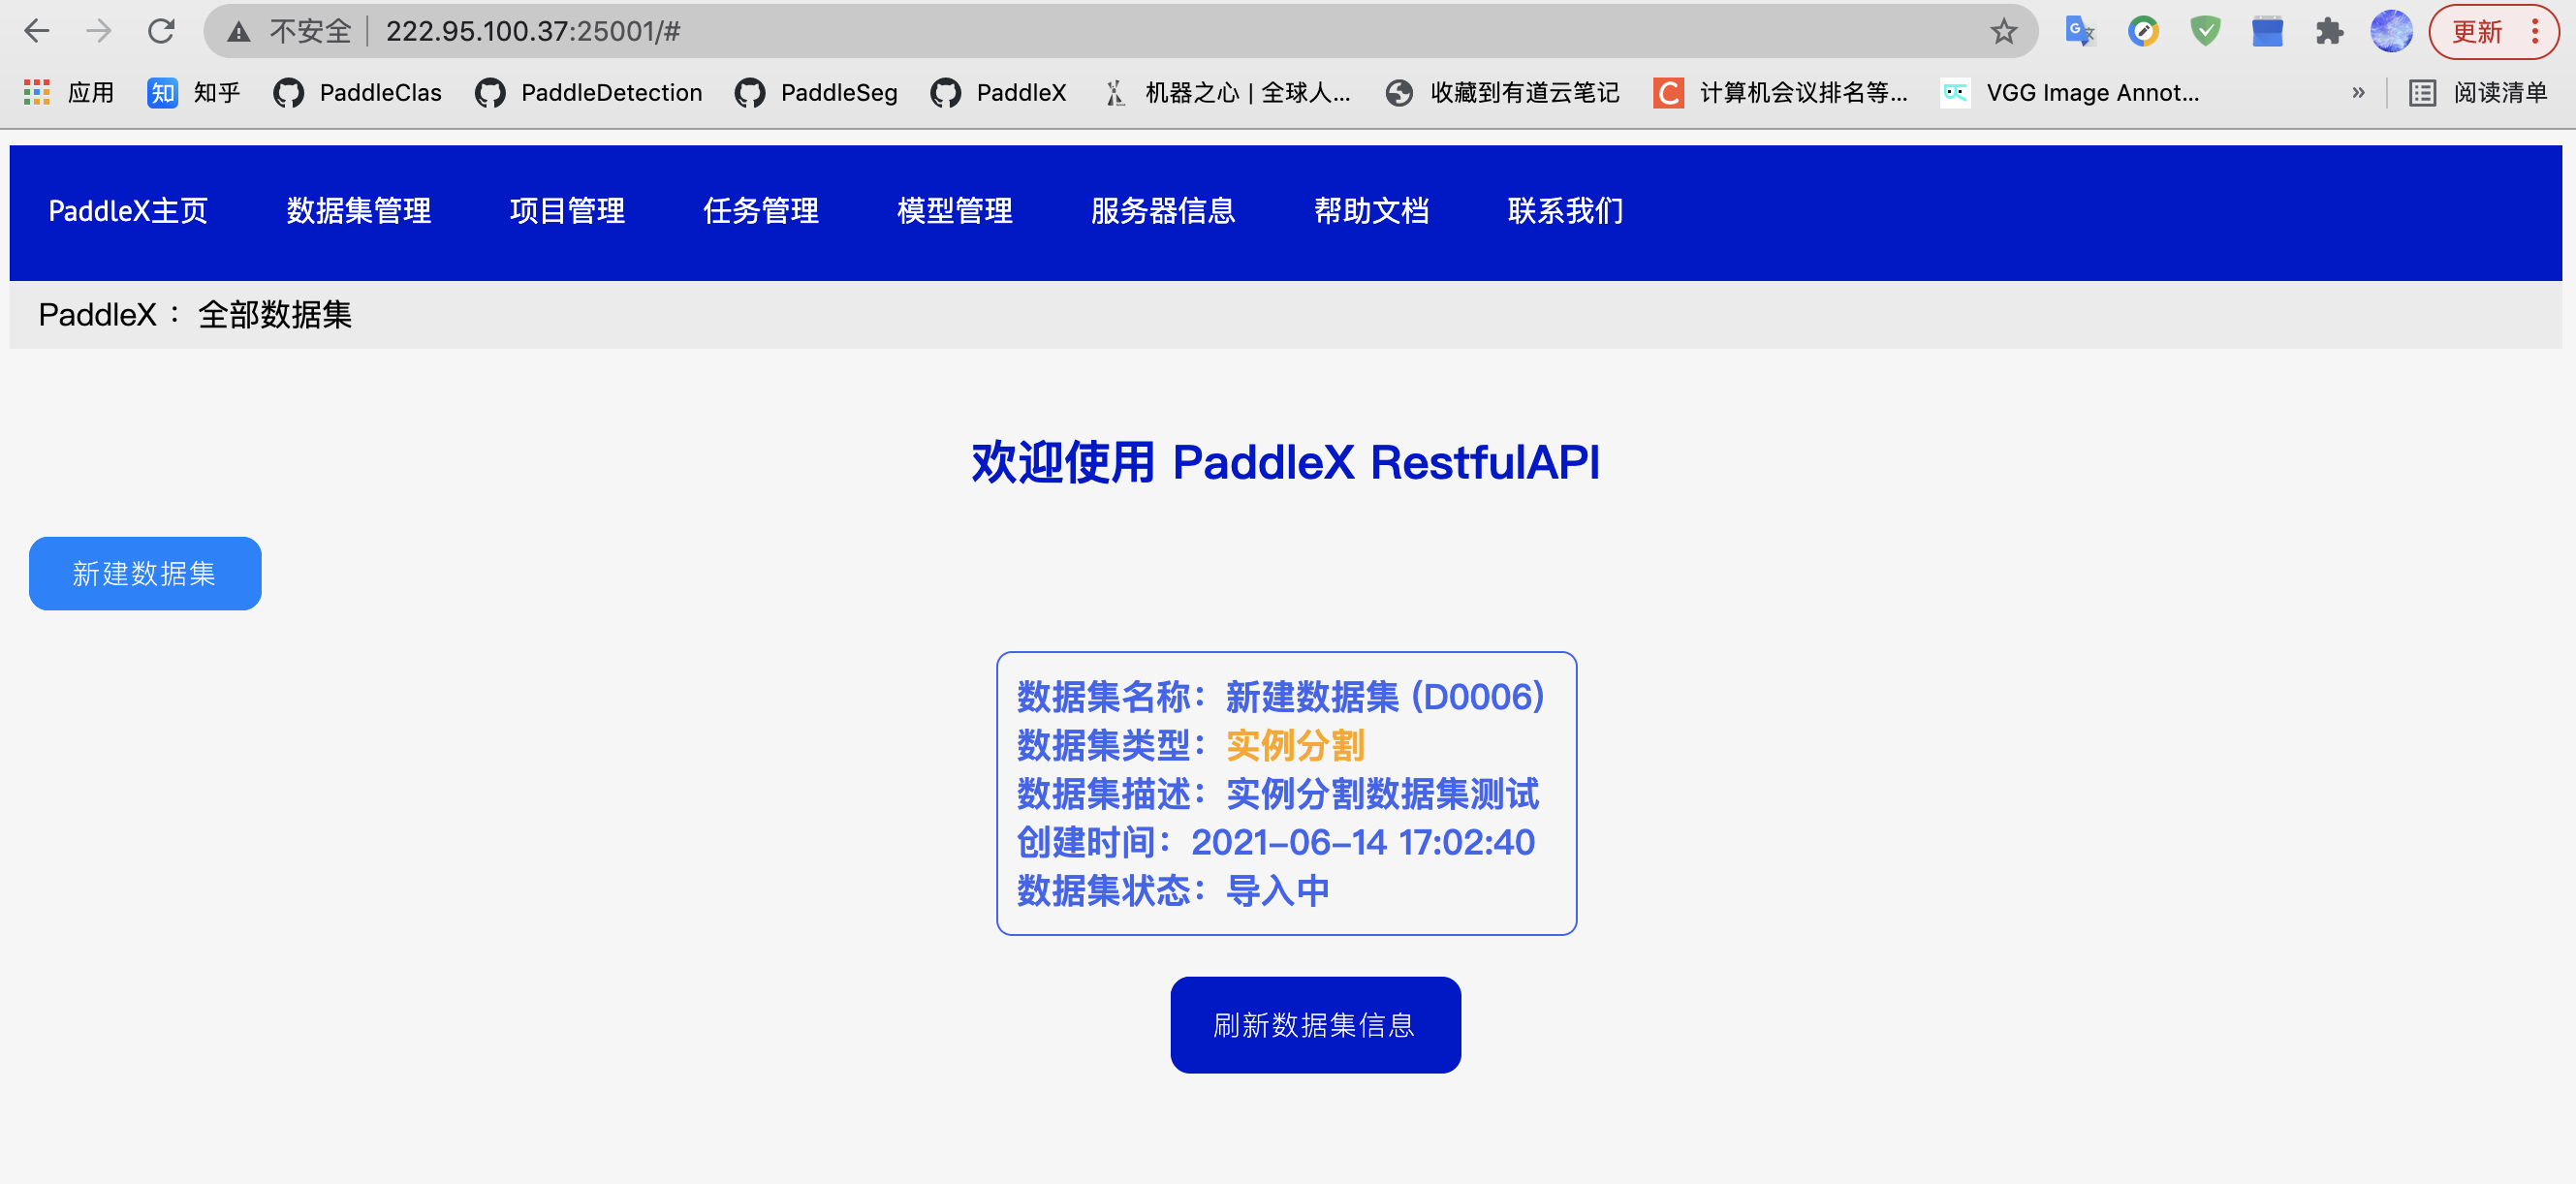 不安全 222.95.100.37:25001/# 更新
应用 知 知乎 PaddleClas PaddleDetection PaddleSeg PaddleX 机器之心 | 全球人... 收藏到有道云笔记 C 计算机会议排名等... VGG Image Annot... » 阅读清单
PaddleX主页 数据集管理 项目管理 任务管理 模型管理 服务器信息 帮助文档 联系我们
PaddleX ： 全部数据集
欢迎使用 PaddleX RestfulAPI
新建数据集
数据集名称：新建数据集 (D0006)
数据集类型：实例分割
数据集描述：实例分割数据集测试
创建时间：2021-06-14 17:02:40
数据集状态：导入中
刷新数据集信息